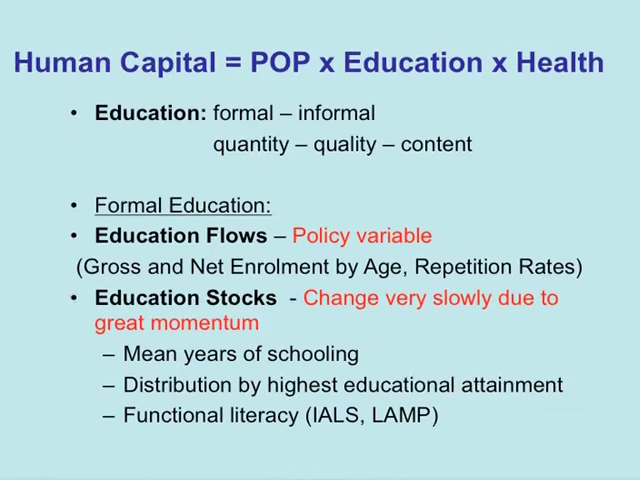 Human Capital = POP x Education x Health
• Education: formal – informal
quantity – quality – content
• Formal Education:
• Education Flows – Policy variable
(Gross and Net Enrolment by Age, Repetition Rates)
• Education Stocks - Change very slowly due to
great momentum
– Mean years of schooling
– Distribution by highest educational attainment
– Functional literacy (IALS, LAMP)